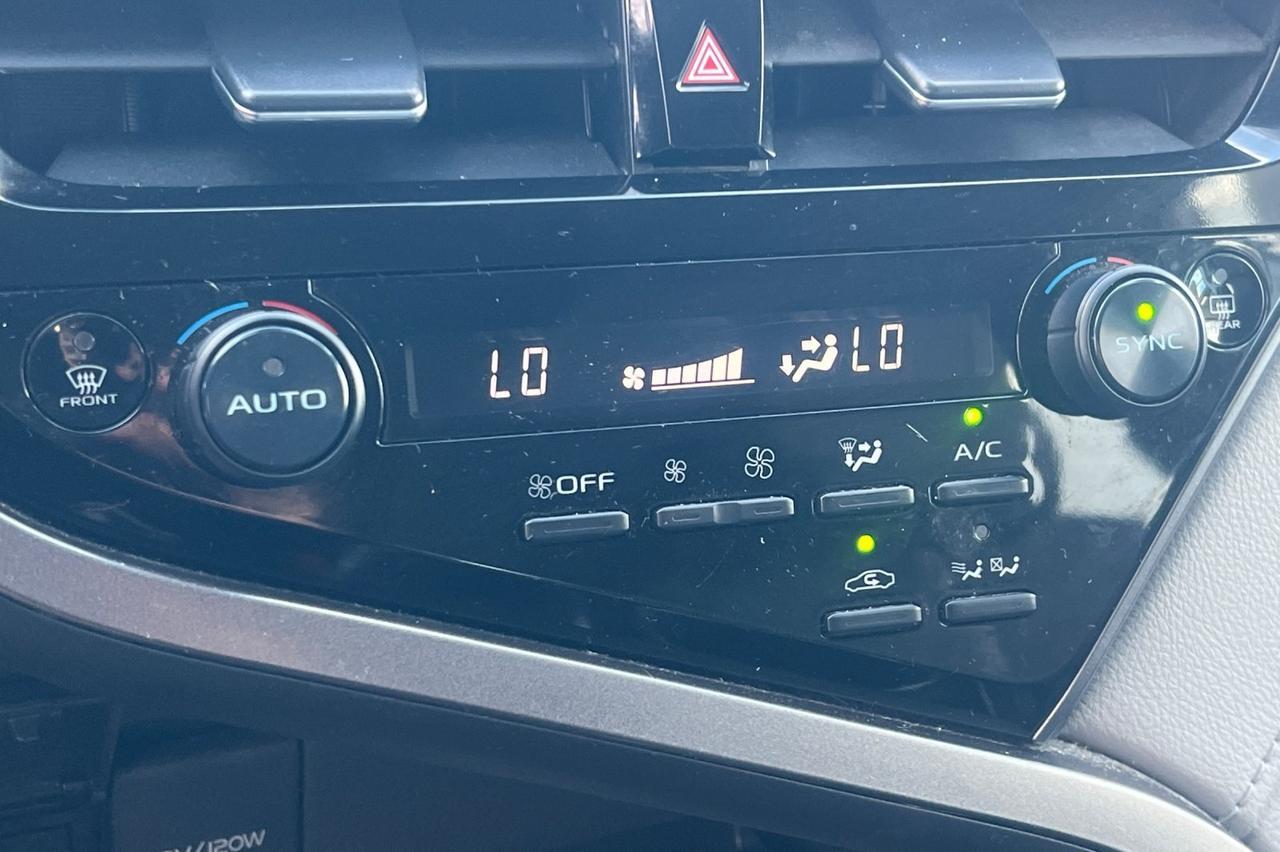 LO
LO
SYNC
REAR
FRONT
AUTO
OFF
A/C
/120W